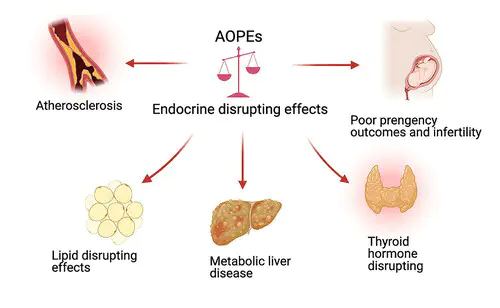 AOPEs
Endocrine disrupting effects
Atherosclerosis
Poor prengency
outcomes and infertility
Lipid disrupting
effects
Metabolic liver
disease
Thyroid
hormone
disrupting